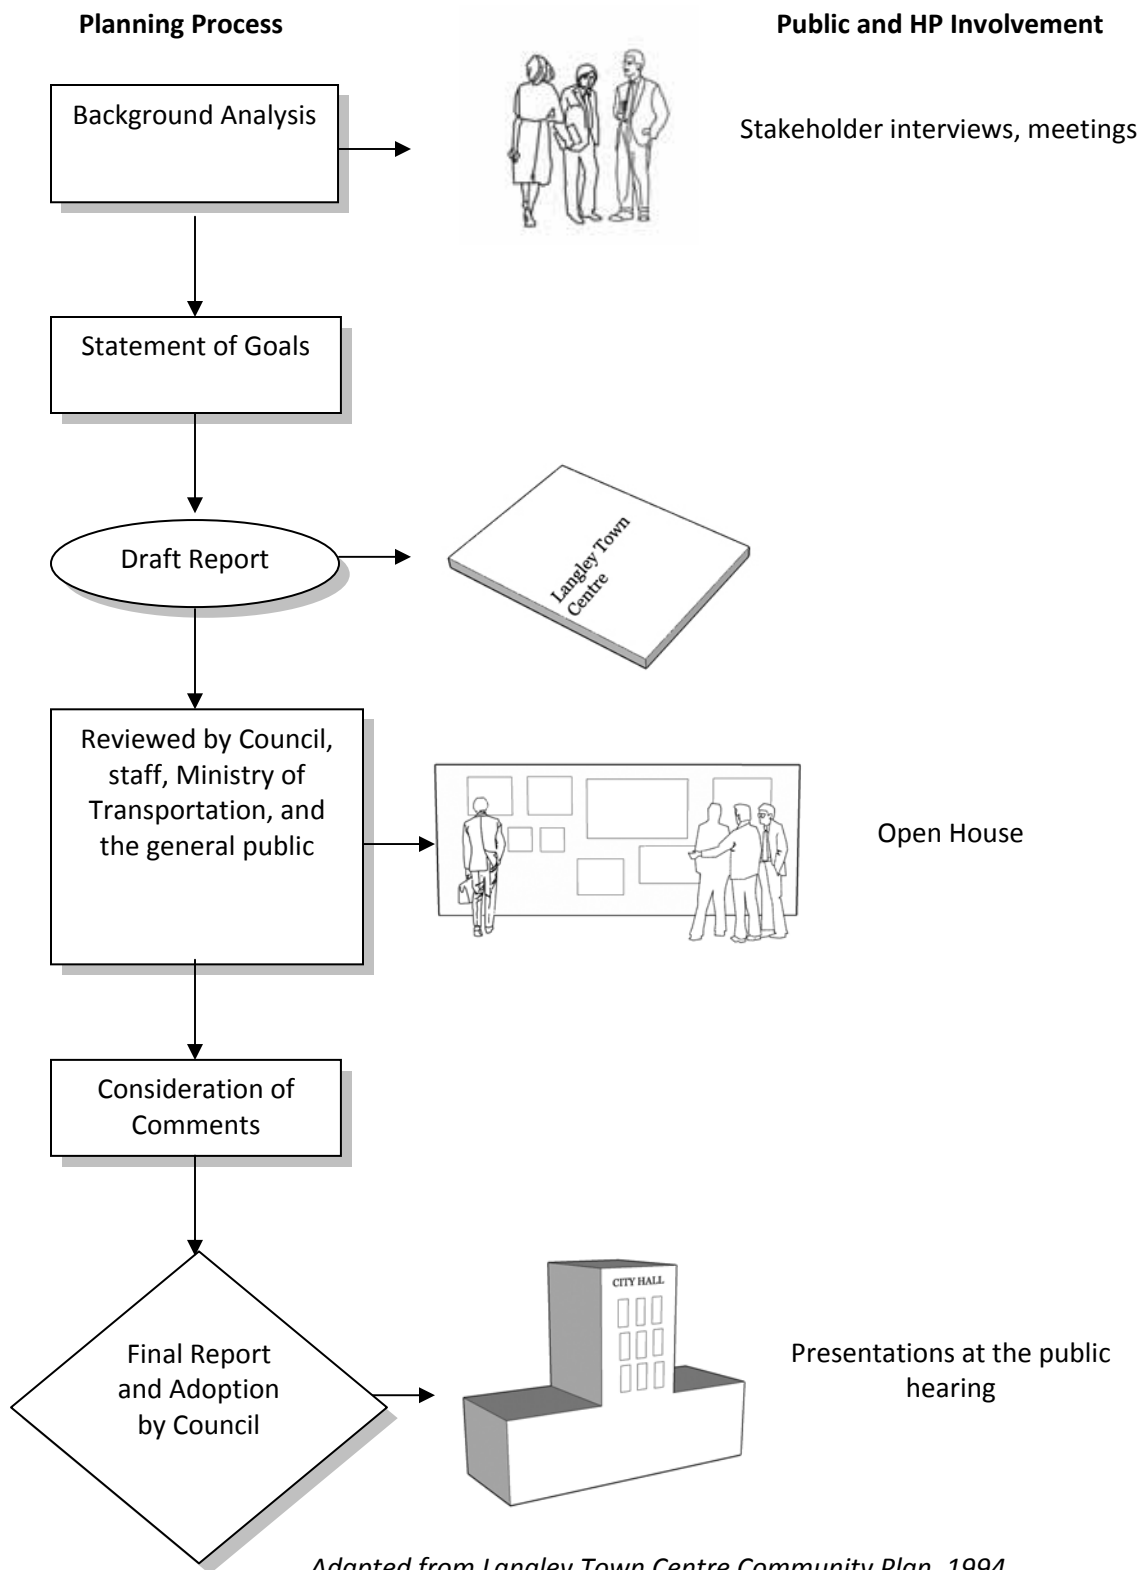 Planning Process
Public and HP Involvement
Background Analysis
Stakeholder interviews, meetings
Statement of Goals
Draft Report
Langley Town
Centre
Reviewed by Council,
staff, Ministry of
Transportation, and
the general public
Open House
Consideration of
Comments
CITY HALL
Final Report
and Adoption
by Council
Presentations at the public
hearing
Adapted from Langley Town Centre Community Plan, 1994